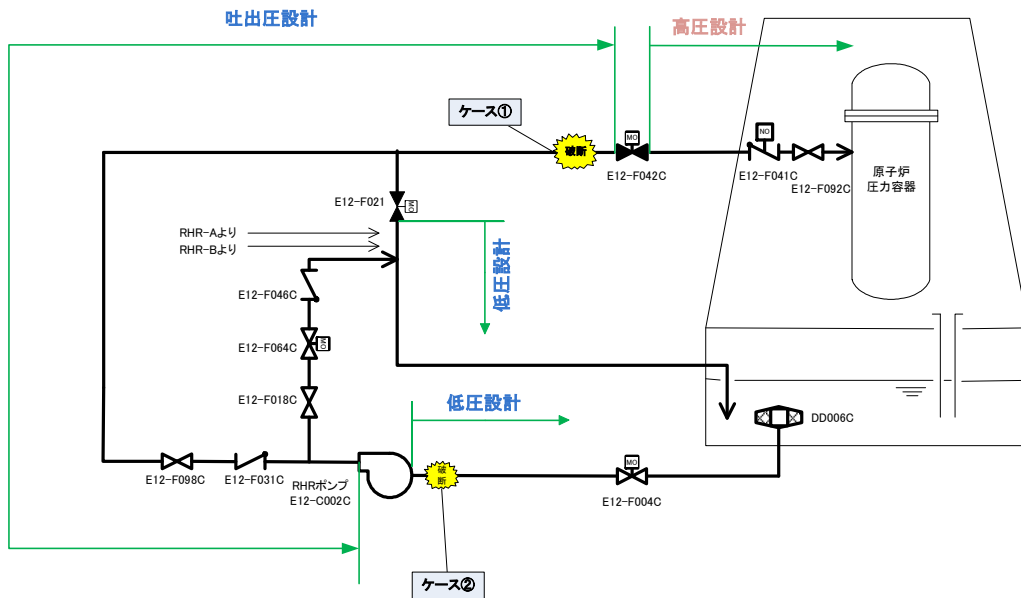 吐出圧設計
高圧設計
ケース①
破断
MO
E12-F042C
NO
E12-F041C
E12-F092C
原子炉
圧力容器
E12-F021
MO
RHR-Aより
RHR-Bより
低圧設計
E12-F046C
E12-F064C
MO
E12-F018C
低圧設計
DD006C
E12-F098C
E12-F031C
RHRポンプ
E12-C002C
破
断
MO
E12-F004C
ケース②